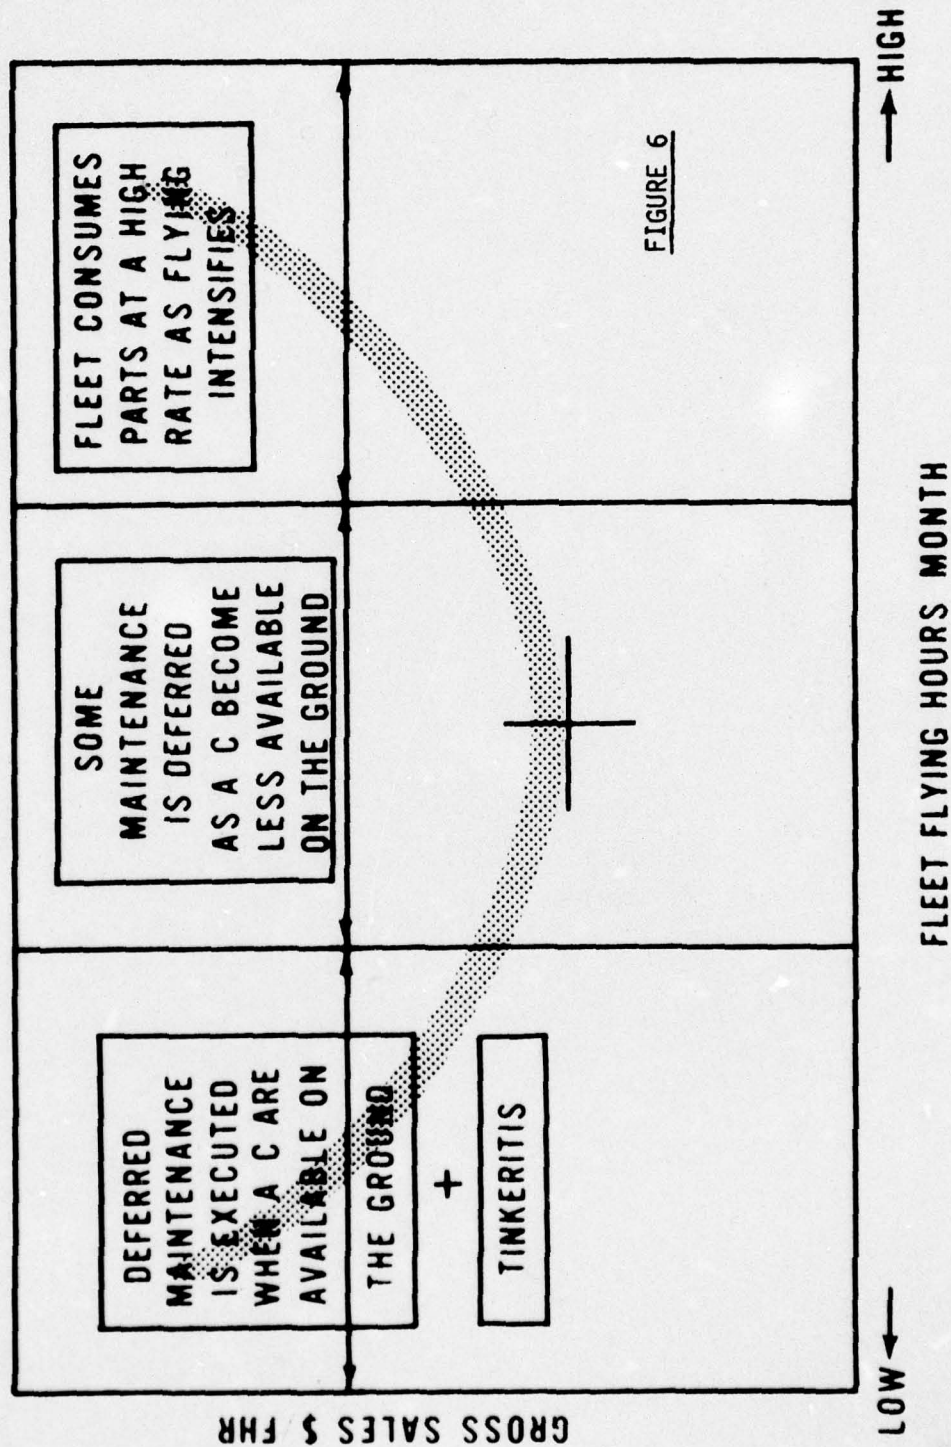 DEFERRED
MAINTENANCE
IS EXECUTED
WHEN A C ARE
AVAILABLE ON
THE GROUND
+
TINKERITIS
SOME
MAINTENANCE
IS DEFERRED
AS A C BECOME
LESS AVAILABLE
ON THE GROUND
FLEET CONSUMES
PARTS AT A HIGH
RATE AS FLYING
INTENSIFIES
FIGURE 6
GROSS SALES $ FHR
LOW
HIGH
FLEET FLYING HOURS MONTH